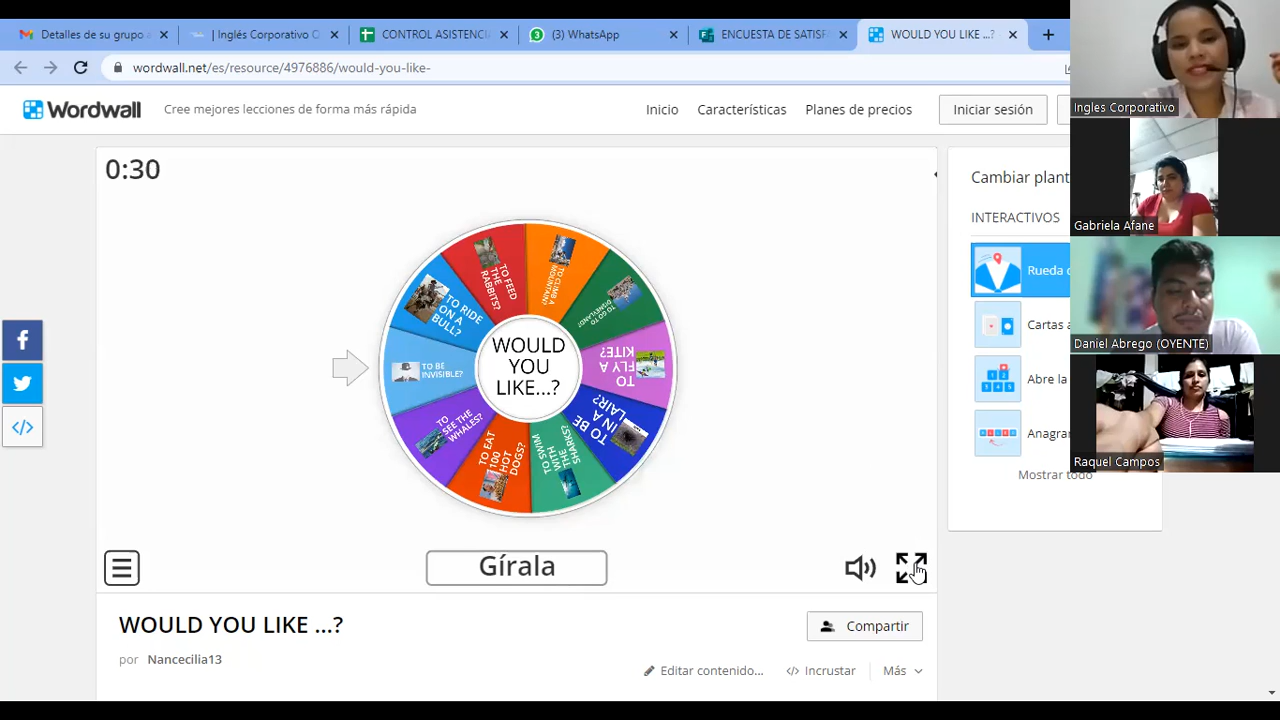 Detalles de su grupo
| Inglés Corporativo
CONTROL ASISTENCI
(3) WhatsApp
ENCUESTA DE SATISF
WOULD YOU LIKE ...?
wordwall.net/es/resource/4976886/would-you-like-
Wordwall
Cree mejores lecciones de forma más rápida
Inicio
Características
Planes de precios
Iniciar sesión
0:30
WOULD YOU LIKE...?
TO CLIMB A MOUNTAIN?
TO GO TO DISNEYLAND?
TO FLY A KITE?
TO BE IN A LAIR?
TO SWIM WITH THE SHARKS?
TO EAT 100 HOT DOGS?
TO SEE THE WHALES?
TO BE INVISIBLE?
TO RIDE ON A BULL?
TO FEED THE RABBITS?
Gírala
Cambiar plant
INTERACTIVOS
Rueda
Cartas a
Abre la
Anagra
Mostrar todo
WOULD YOU LIKE ...?
Compartir
por Nancecilia13
Editar contenido...
Incrustar
Más
Ingles Corporativo
Gabriela Afane
Daniel Abrego (OYENTE)
Raquel Campos